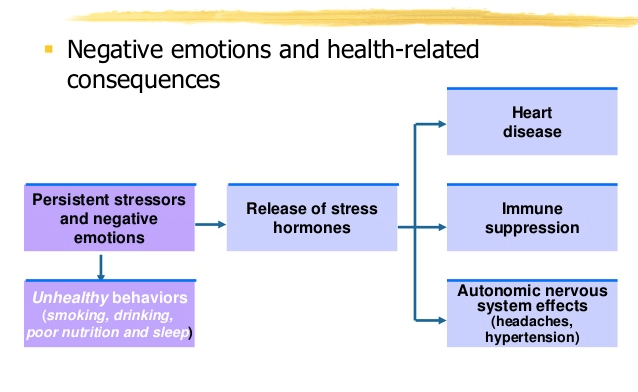 Negative emotions and health-related
consequences
Heart
disease
Persistent stressors
and negative
emotions
Release of stress
hormones
Immune
suppression
Unhealthy behaviors
(smoking, drinking,
poor nutrition and sleep)
Autonomic nervous
system effects
(headaches,
hypertension)